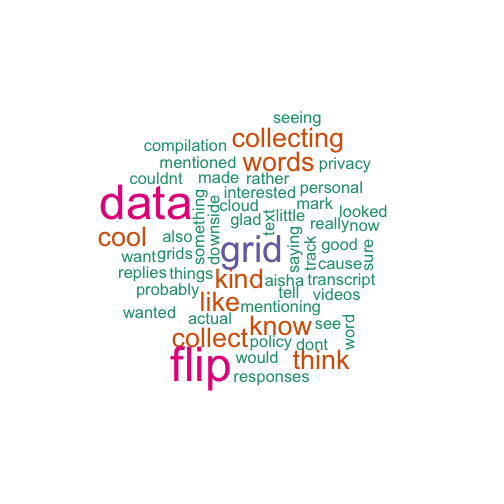 seeing
compilation collecting
mentioned words privacy
couldnt made rather
interested personal
data something downside cloud text little mark looked
glad really now
cool also grid saying track good sure
want grids cause
replies things kind aisha transcript
probably tell videos
like mentioning
wanted actual know see word
collect policy dont
flip would think
responses